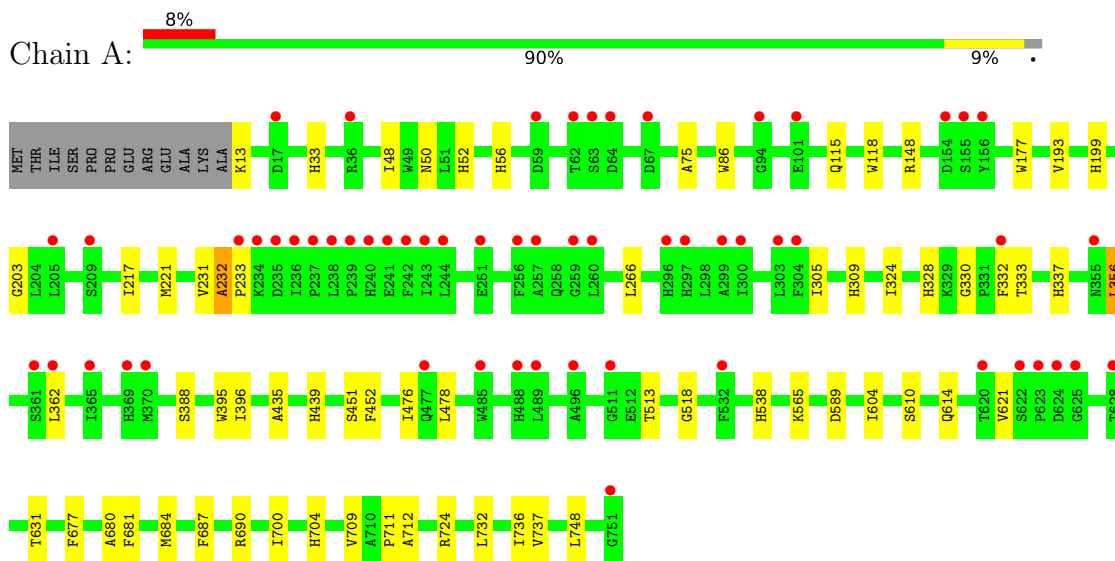 8%
Chain A:
90% 9% •
MET THR ILE SER PRO PRO GLU ARG GLU ALA LYS ALA K13 D17 H33 R36 I48 W49 N50 L51 H52 H56 D59 T62 S63 D64 D67 A75 W86 G94 E101 Q115 W118 R148 D154 S155 Y156 W177 V193 H199
G203 L204 L205 S209 I217 M221 V231 A232 P233 K234 D235 I236 P237 L238 P239 H240 E241 F242 I243 L244 E251 F256 A257 Q258 G259 L260 L266 H296 H297 L298 A299 I300 L303 F304 I305 H309 I324 H328 K329 G330 P331 F332 T333 H337 N355 L356
S361 L362 I365 H369 M370 S388 W395 I396 A435 H439 S451 F452 I476 Q477 L478 W485 H488 L489 A496 G511 E512 T513 G518 F532 H538 K565 D589 I604 S610 Q614 T620 V621 S622 P623 D624 G625 T628
T631 F677 A680 F681 M684 F687 R690 I700 H704 V709 A710 P711 A712 R724 L732 I736 V737 L748 G751